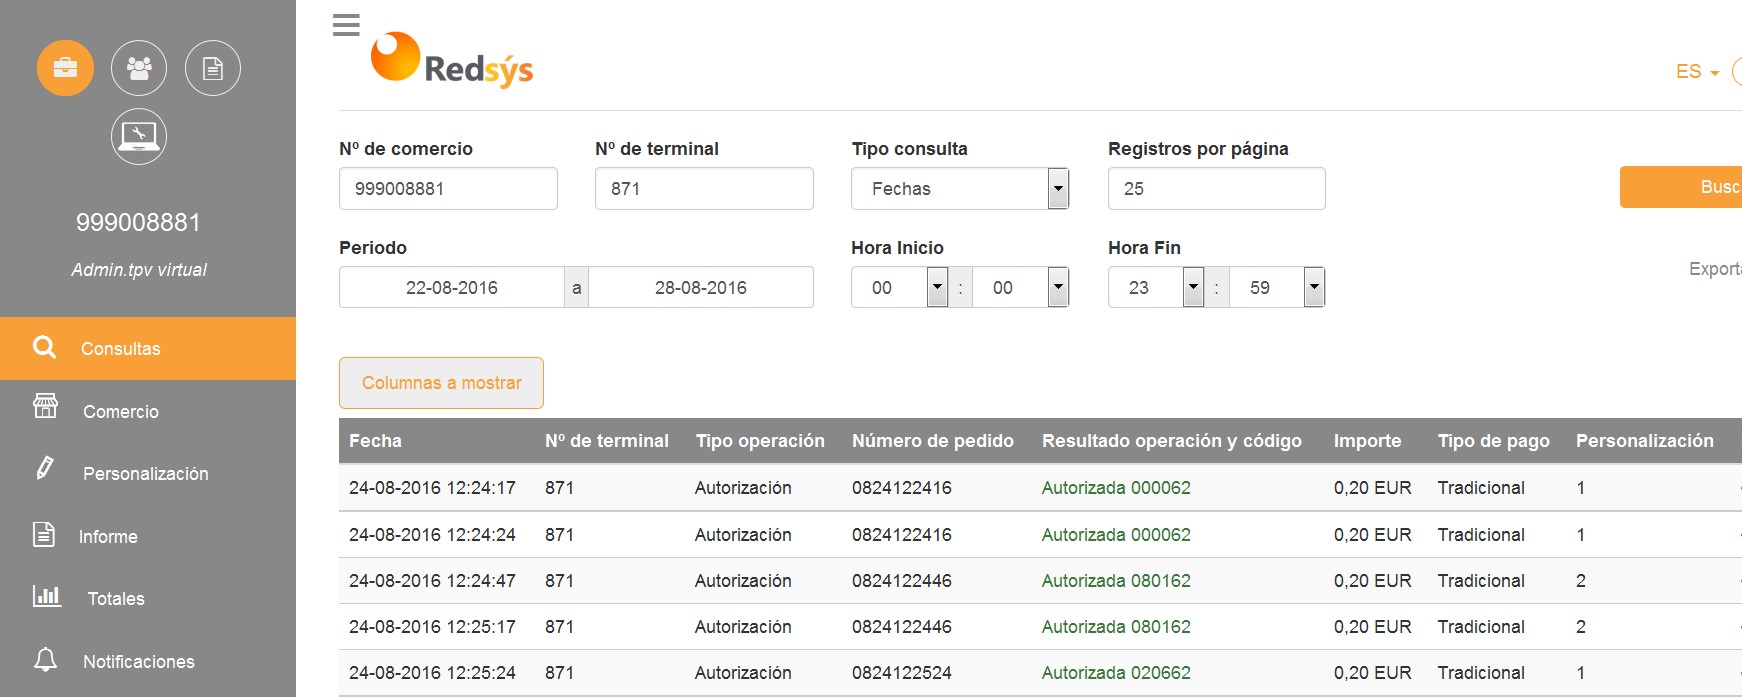 Redsýs
ES
999008881
Admin.tpv virtual
Consultas
Comercio
Personalización
Informe
Totales
Notificaciones
Nº de comercio Nº de terminal Tipo consulta Registros por página
999008881 871 Fechas 25
Busc
Periodo Hora Inicio Hora Fin
22-08-2016 a 28-08-2016 00 : 00 23 : 59
Exporta
Columnas a mostrar
Fecha Nº de terminal Tipo operación Número de pedido Resultado operación y código Importe Tipo de pago Personalización
24-08-2016 12:24:17 871 Autorización 0824122416 Autorizada 000062 0,20 EUR Tradicional 1
24-08-2016 12:24:24 871 Autorización 0824122416 Autorizada 000062 0,20 EUR Tradicional 1
24-08-2016 12:24:47 871 Autorización 0824122446 Autorizada 080162 0,20 EUR Tradicional 2
24-08-2016 12:25:17 871 Autorización 0824122446 Autorizada 080162 0,20 EUR Tradicional 2
24-08-2016 12:25:24 871 Autorización 0824122524 Autorizada 020662 0,20 EUR Tradicional 1